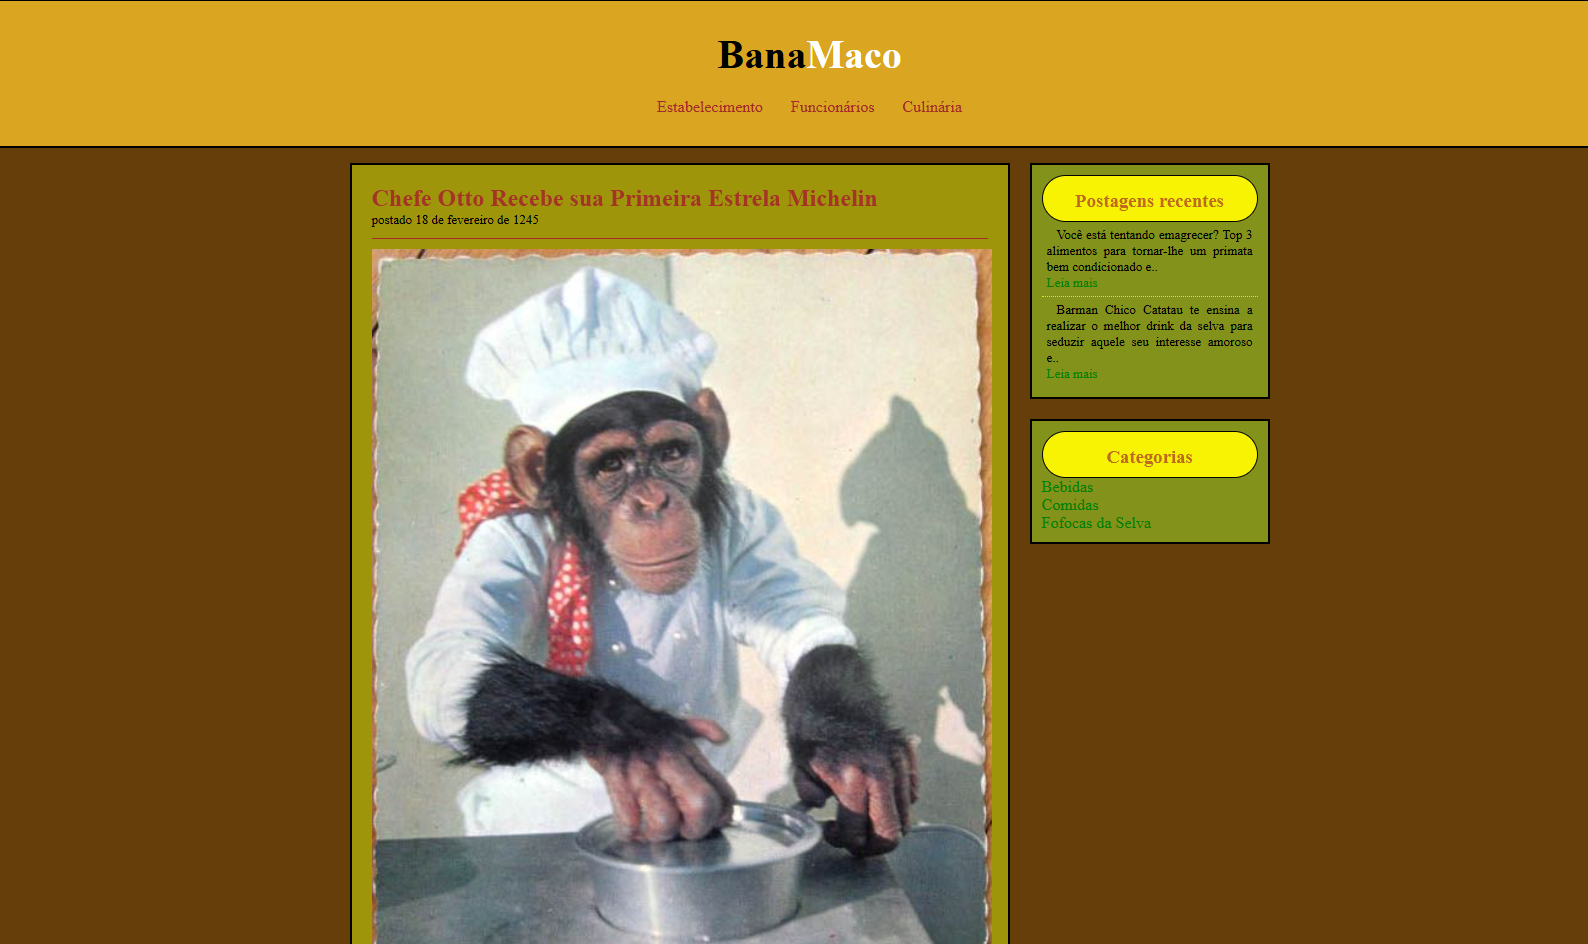 BanaMaco
Estabelecimento Funcionários Culinária
Chefe Otto Recebe sua Primeira Estrela Michelin
postado 18 de fevereiro de 1245
Postagens recentes
Você está tentando emagrecer? Top 3
alimentos para tornar-lhe um primata
bem condicionado e..
Leia mais
Barman Chico Catatau te ensina a
realizar o melhor drink da selva para
seduzir aquele seu interesse amoroso
e..
Leia mais
Categorias
Bebidas
Comidas
Fofocas da Selva